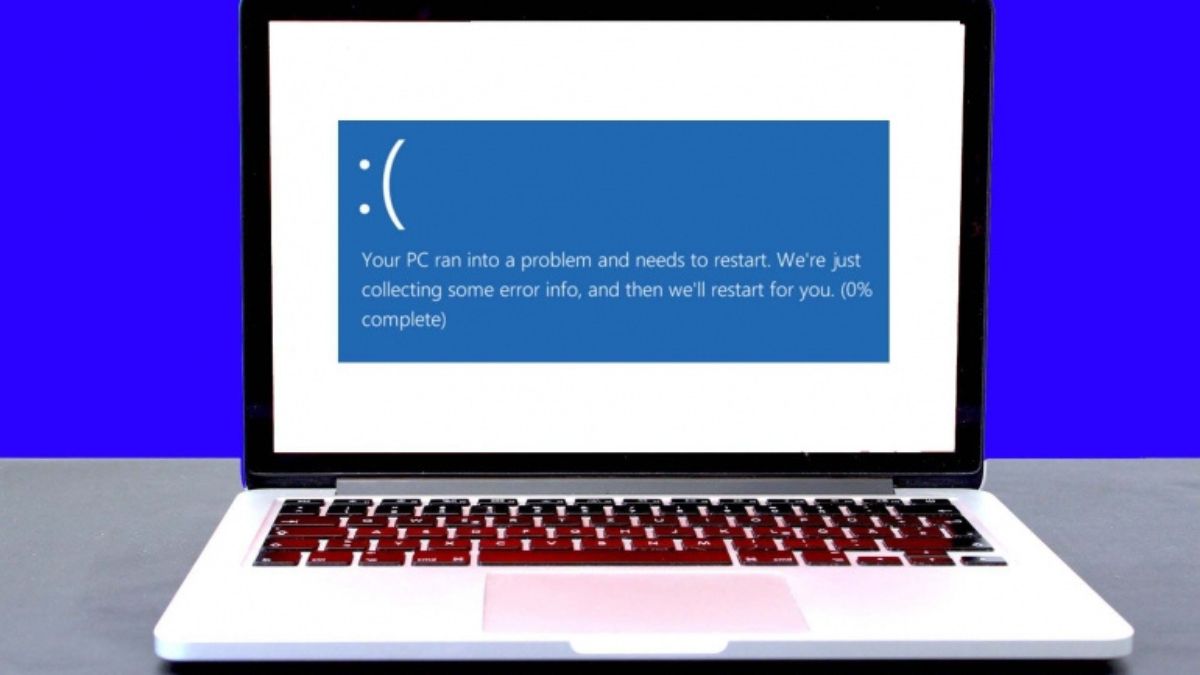 :(
Your PC ran into a problem and needs to restart. We're just
collecting some error info, and then we'll restart for you. (0%
complete)